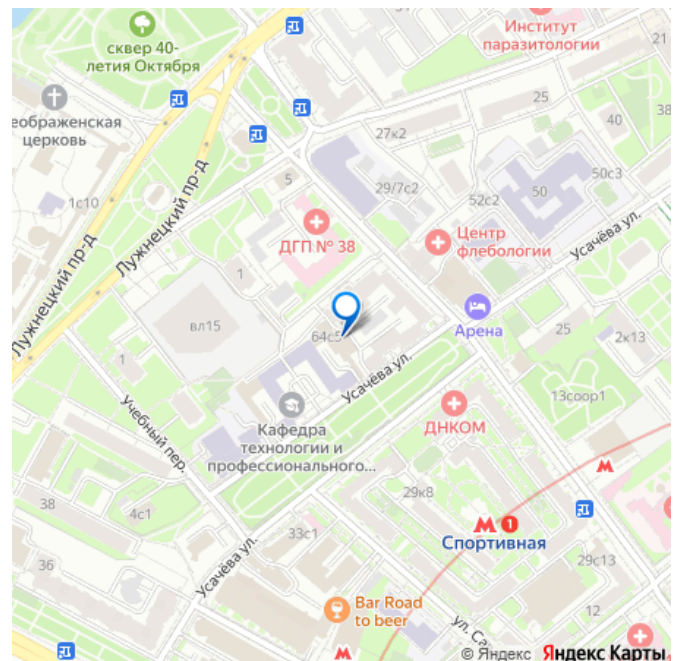 Институт
паразитологии
21
сквер 40-
летия Октября
25
38
40
еображенская
церковь
27к2
50к3
5
29/7с2
50
1с10
52с2
Лужнецкий пр-д
ДГП № 38
Центр
флебологии
Усачёва ул.
Лужнецкий пр-д
1
вл15
64с5
Арена
25
2к13
1
Усачёва ул.
13соор1
Учебный пер.
Кафедра
технологии и
профессионального...
ДНКОМ
29к8
38
4с1
1
Спортивная
33с1
Усачёва ул.
29с13
36
12
Bar Road
to beer
© Яндекс Яндекс Карты